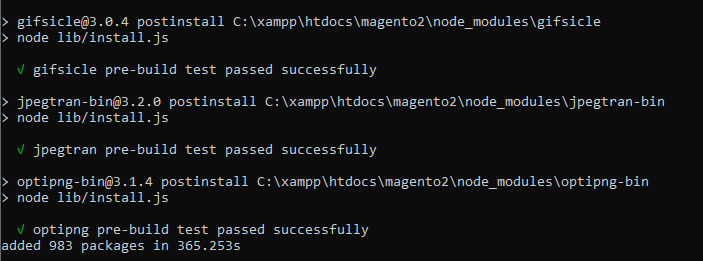 > gifsicle@3.0.4 postinstall C:\xampp\htdocs\magento2\node_modules\gifsicle
> node lib/install.js
√ gifsicle pre-build test passed successfully
> jpegtran-bin@3.2.0 postinstall C:\xampp\htdocs\magento2\node_modules\jpegtran-bin
> node lib/install.js
√ jpegtran pre-build test passed successfully
> optipng-bin@3.1.4 postinstall C:\xampp\htdocs\magento2\node_modules\optipng-bin
> node lib/install.js
√ optipng pre-build test passed successfully
added 983 packages in 365.253s